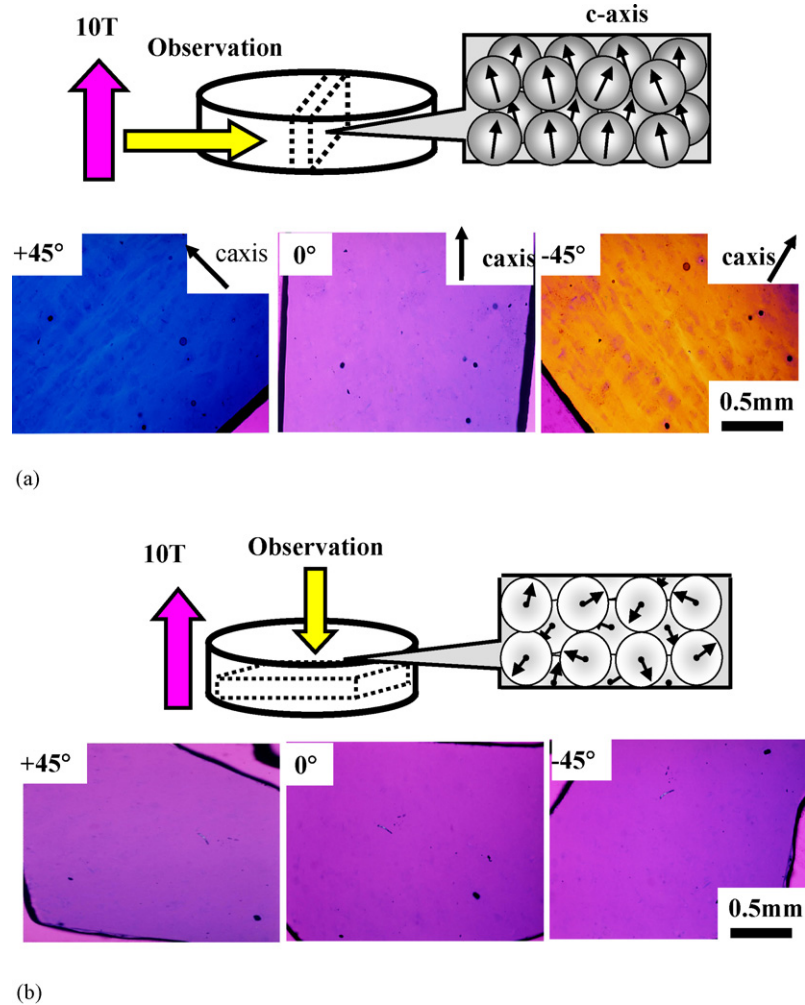 c-axis
10T
Observation
+45°
caxis
0°
caxis
-45°
caxis
0.5mm
(a)
10T
Observation
+45°
0°
-45°
0.5mm
(b)